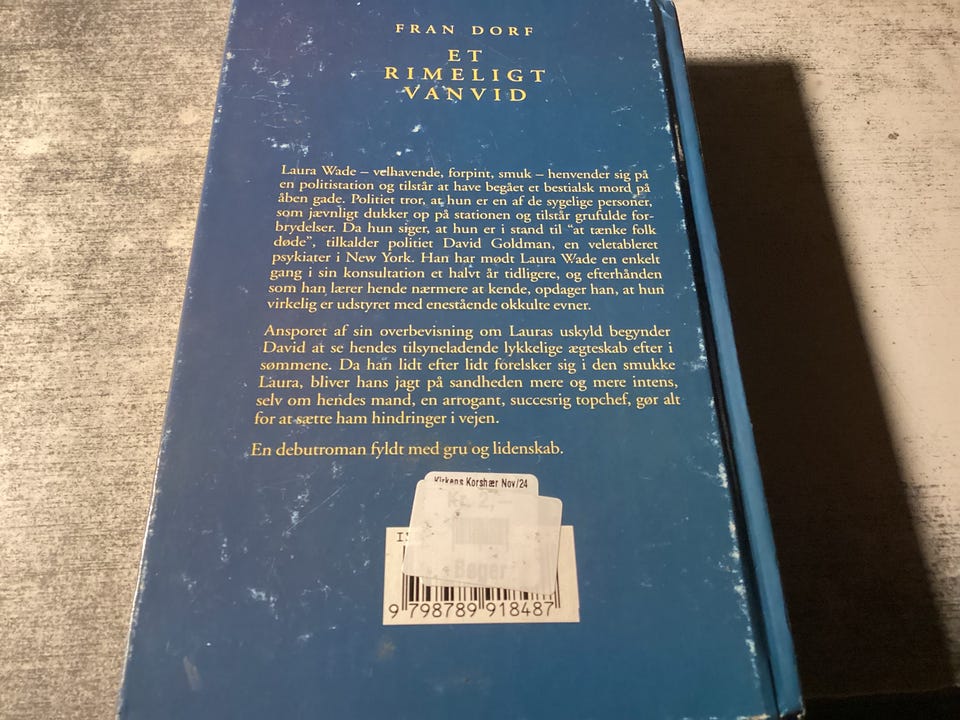 FRAN DORF
ET
RIMELIGT
VANVID
Laura Wade – velhavende, forpint, smuk – henvender sig på
en politistation og tilstår at have begået et bestialsk mord på
åben gade. Politiet tror, at hun er en af de sygelige personer,
som jævnligt dukker op på stationen og tilstår grufulde for-
brydelser. Da hun siger, at hun er i stand til "at tænke folk
døde", tilkalder politiet David Goldman, en veletableret
psykiater i New York. Han har mødt Laura Wade en enkelt
gang i sin konsultation et halvt år tidligere, og efterhånden
som han lærer hende nærmere at kende, opdager han, at hun
virkelig er udstyret med enestående okkulte evner.
Ansporet af sin overbevisning om Lauras uskyld begynder
David at se hendes tilsyneladende lykkelige ægteskab efter i
sømmene. Da han lidt efter lidt forelsker sig i den smukke
Laura, bliver hans jagt på sandheden mere og mere intens,
selv om hendes mand, en arrogant, succesrig topchef, gør alt
for at sætte ham hindringer i vejen.
En debutroman fyldt med gru og lidenskab.
Kirkens Korshær Nov/24
Kr. 2,-
Bøger
9 798789 918487